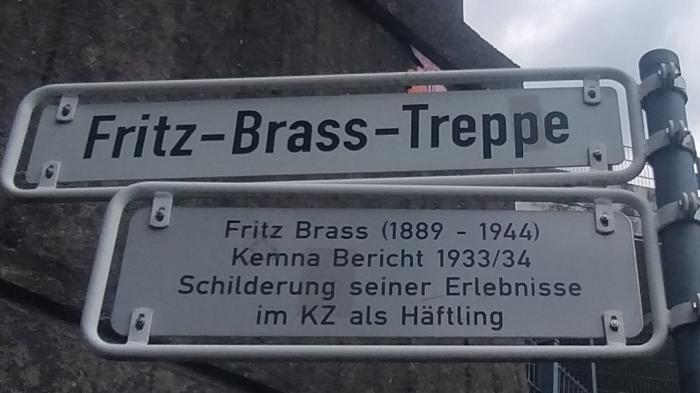 Fritz-Brass-Treppe
Fritz Brass (1889 - 1944)
Kemna Bericht 1933/34
Schilderung seiner Erlebnisse
im KZ als Häftling